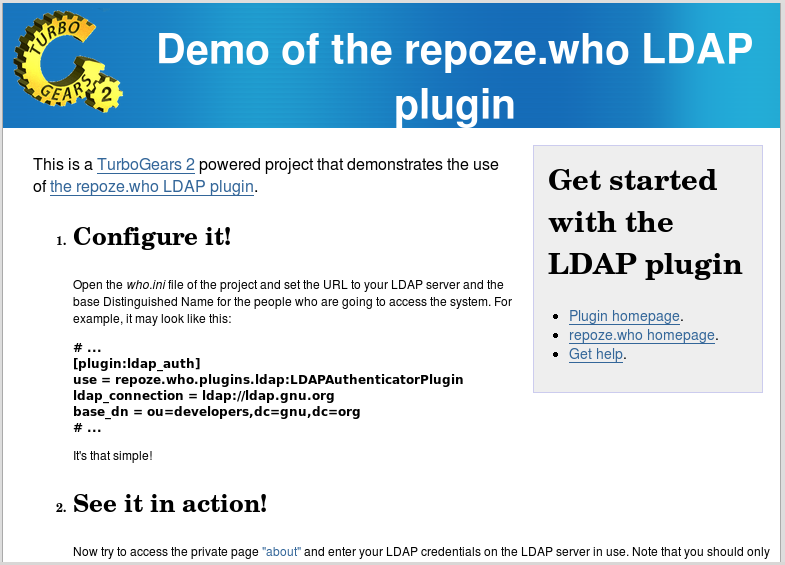 TURBO
GEARS 2
Demo of the repoze.who LDAP
plugin
This is a TurboGears 2 powered project that demonstrates the use
of the repoze.who LDAP plugin.
1. Configure it!
Open the who.ini file of the project and set the URL to your LDAP server and the
base Distinguished Name for the people who are going to access the system. For
example, it may look like this:
# ...
[plugin:ldap_auth]
use = repoze.who.plugins.ldap:LDAPAuthenticatorPlugin
ldap_connection = ldap://ldap.gnu.org
base_dn = ou=developers,dc=gnu,dc=org
# ...
It's that simple!
2. See it in action!
Now try to access the private page "about" and enter your LDAP credentials on the LDAP server in use. Note that you should only
Get started
with the
LDAP plugin
• Plugin homepage.
• repoze.who homepage.
• Get help.